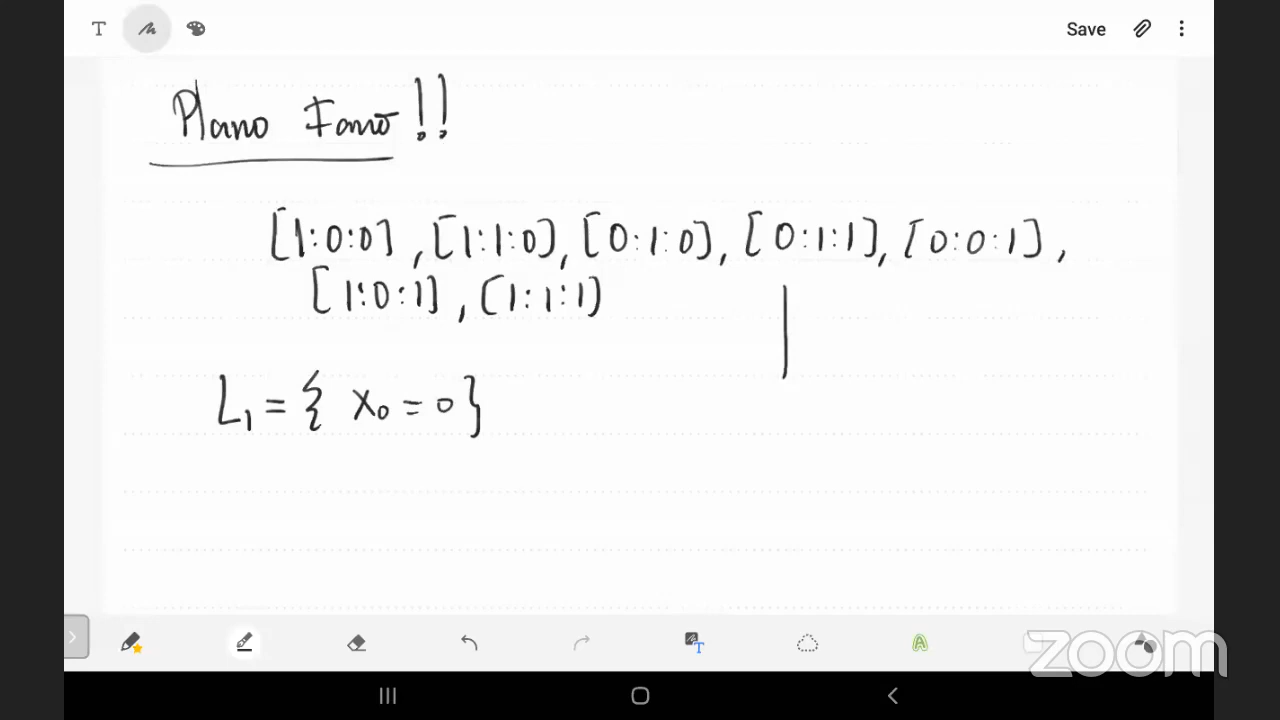 T
Save
Plano Fano!!
[1:0:0], [1:1:0], [0:1:0], [0:1:1], [0:0:1],
[1:0:1], [1:1:1]
L₁ = { x₀ = 0 }
T
A
zoom